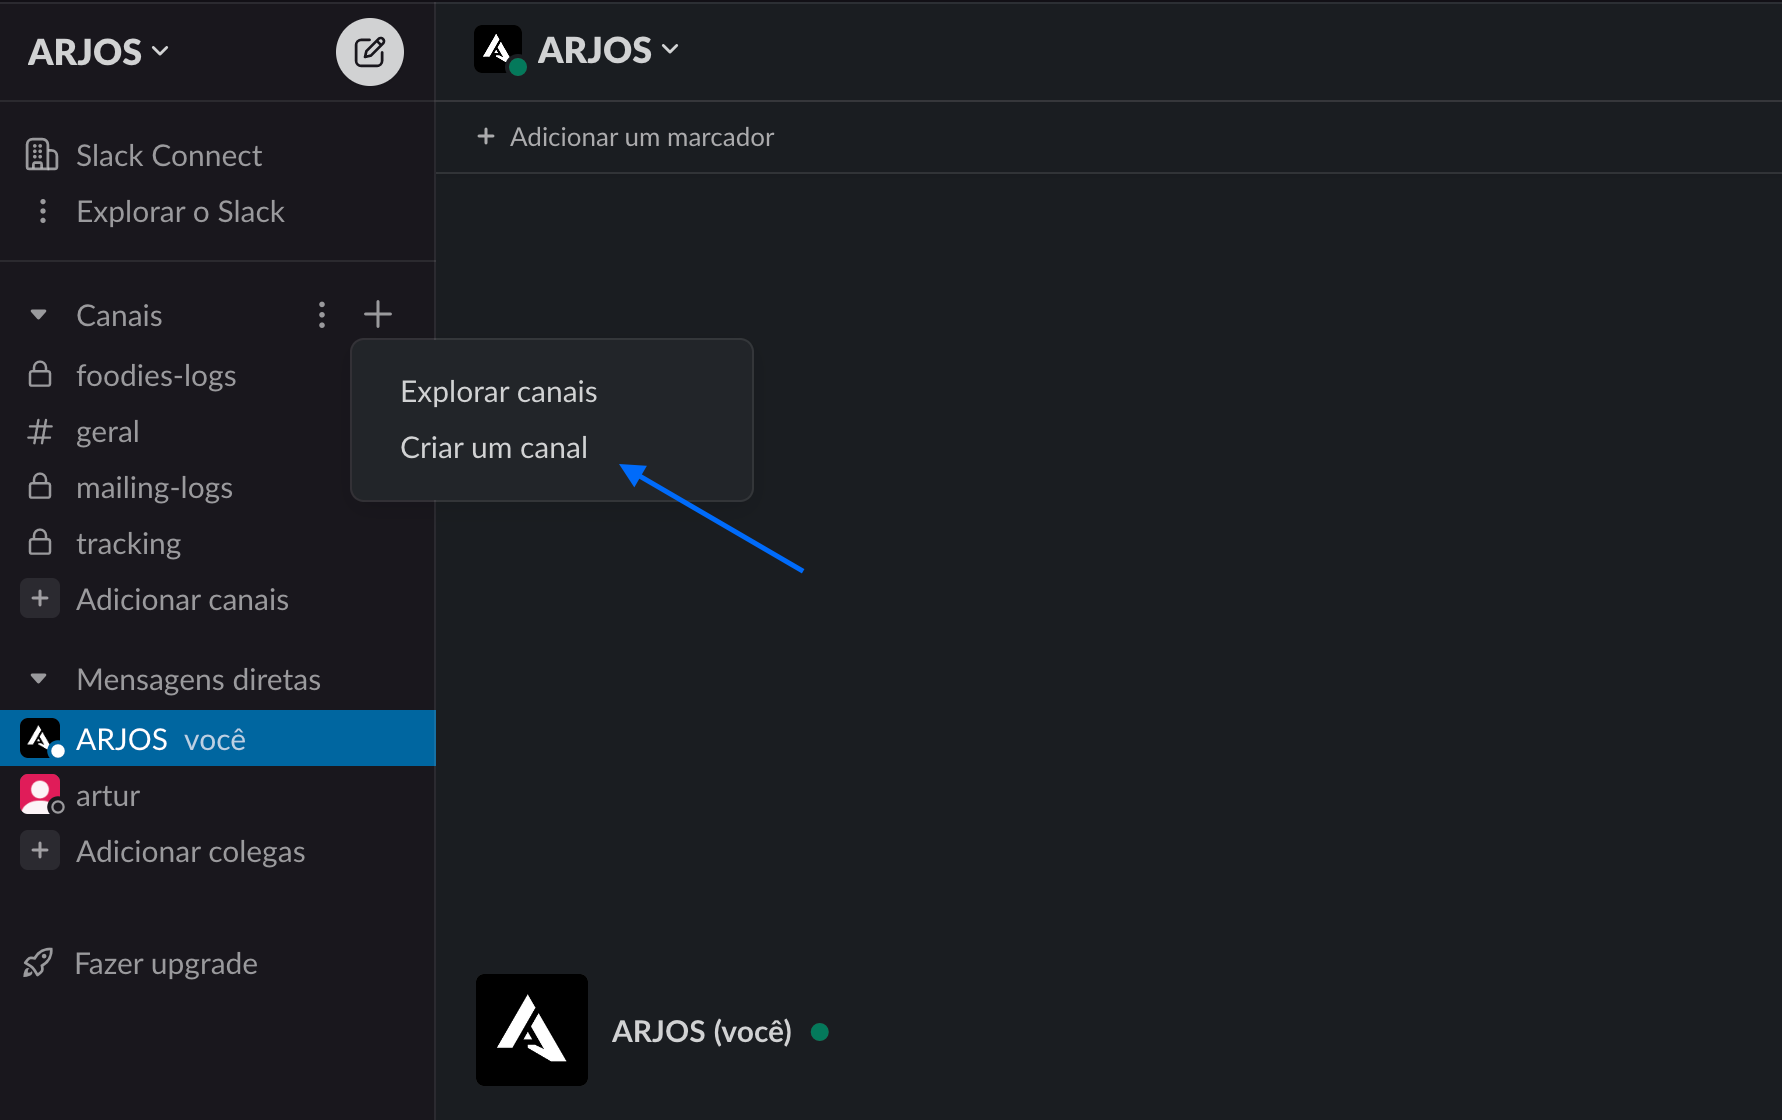 ARJOS
Slack Connect
Explorar o Slack
Canais
foodies-logs
geral
mailing-logs
tracking
Adicionar canais
Mensagens diretas
ARJOS você
artur
Adicionar colegas
Fazer upgrade
ARJOS
Adicionar um marcador
Explorar canais
Criar um canal
ARJOS (você)